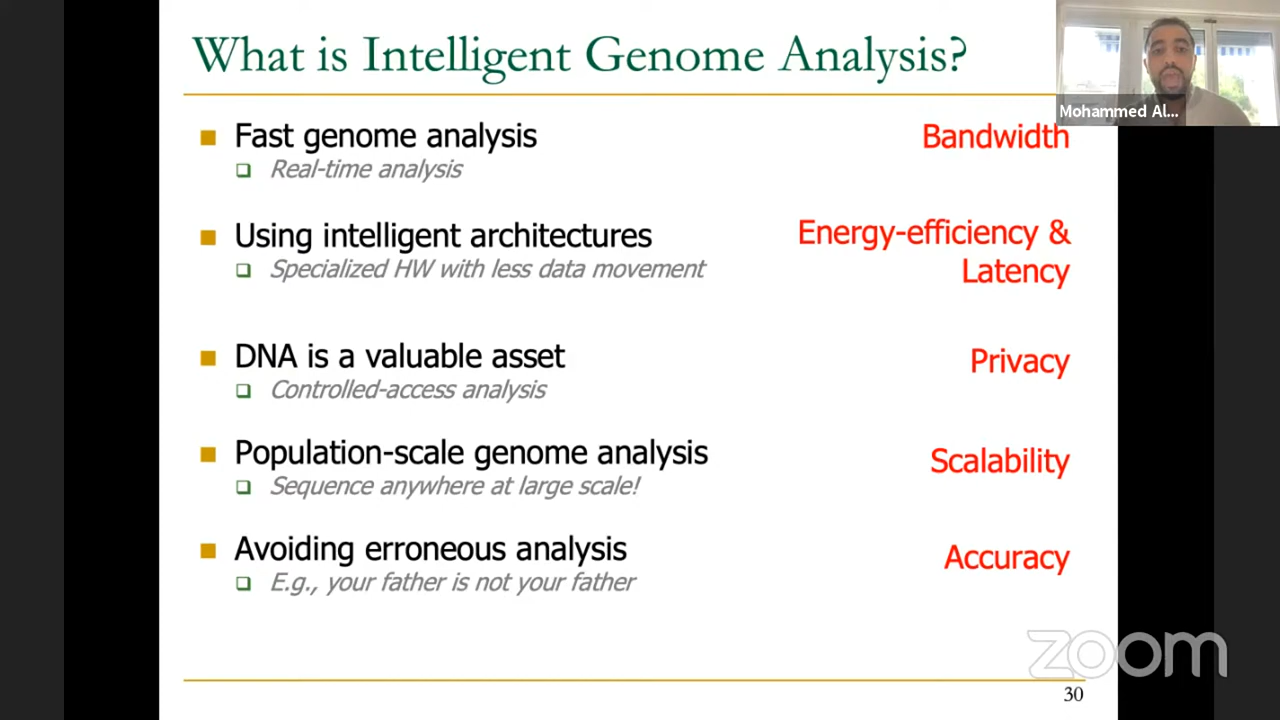 What is Intelligent Genome Analysis?
Mohammed Al...
Fast genome analysis
Bandwidth
Real-time analysis
Using intelligent architectures
Energy-efficiency &
Latency
Specialized HW with less data movement
DNA is a valuable asset
Privacy
Controlled-access analysis
Population-scale genome analysis
Scalability
Sequence anywhere at large scale!
Avoiding erroneous analysis
Accuracy
E.g., your father is not your father
zoom
30